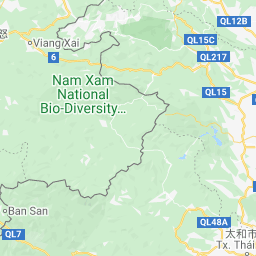 QL12B
怒
QL15C
Viang Xai
6
QL217
Nam Xam
National
Bio-Diversity...
QL15
Ban San
QL7
QL48A
太和市
Tx. Thái